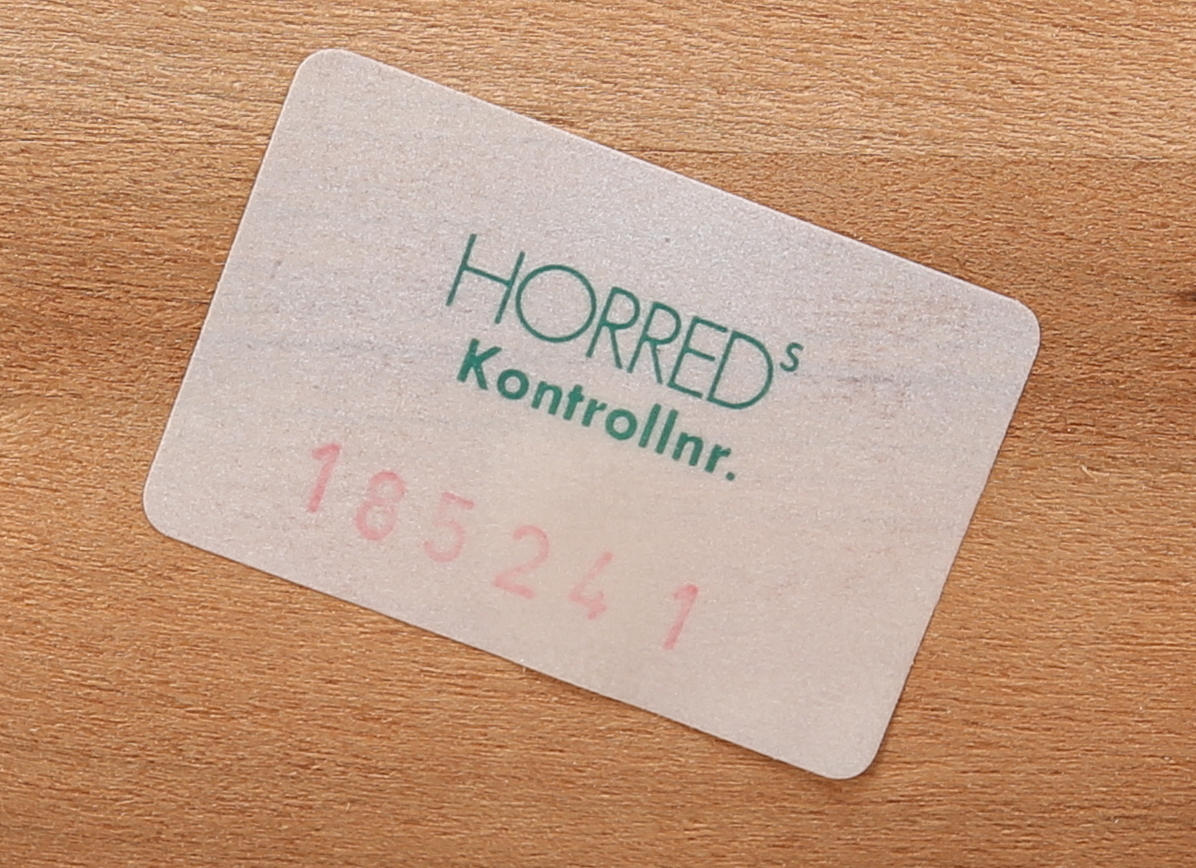 HORREDs
Kontrollnr.
185241